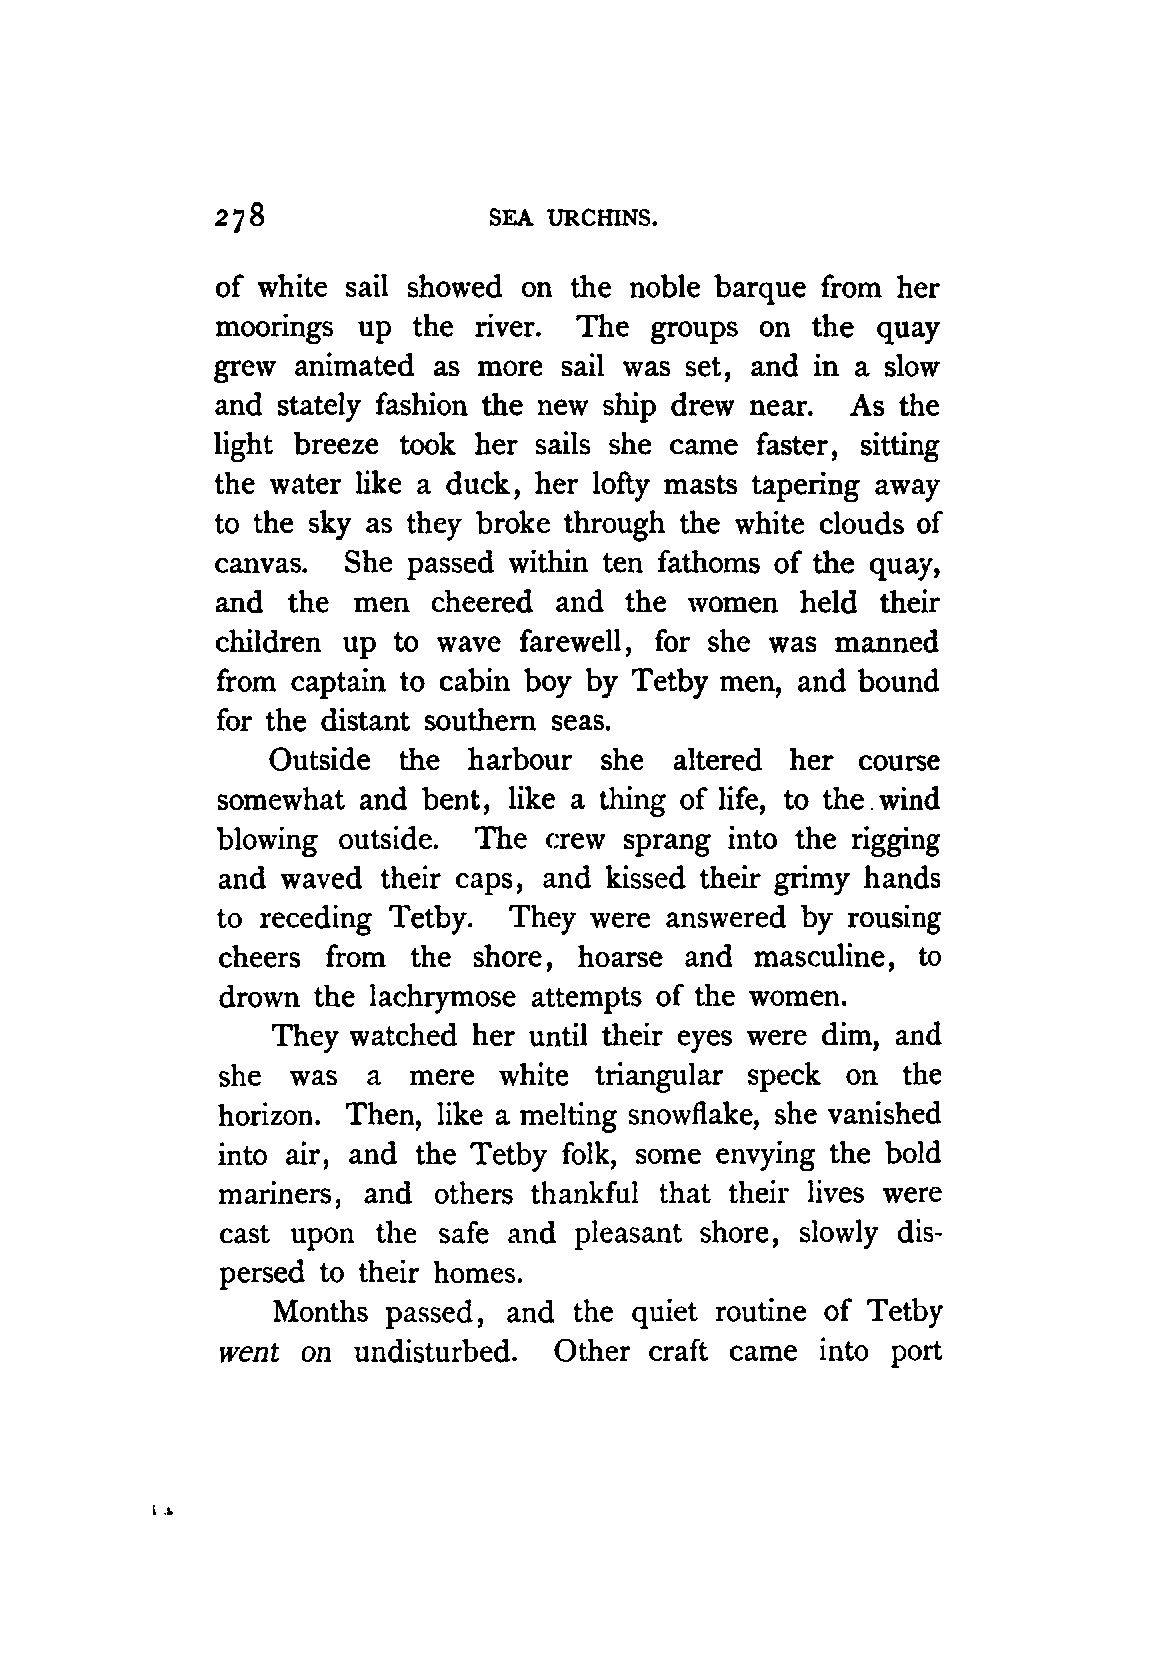 278 SEA URCHINS.
of white sail showed on the noble barque from her
moorings up the river. The groups on the quay
grew animated as more sail was set, and in a slow
and stately fashion the new ship drew near. As the
light breeze took her sails she came faster, sitting
the water like a duck, her lofty masts tapering away
to the sky as they broke through the white clouds of
canvas. She passed within ten fathoms of the quay,
and the men cheered and the women held their
children up to wave farewell, for she was manned
from captain to cabin boy by Tetby men, and bound
for the distant southern seas.
Outside the harbour she altered her course
somewhat and bent, like a thing of life, to the wind
blowing outside. The crew sprang into the rigging
and waved their caps, and kissed their grimy hands
to receding Tetby. They were answered by rousing
cheers from the shore, hoarse and masculine, to
drown the lachrymose attempts of the women.
They watched her until their eyes were dim, and
she was a mere white triangular speck on the
horizon. Then, like a melting snowflake, she vanished
into air, and the Tetby folk, some envying the bold
mariners, and others thankful that their lives were
cast upon the safe and pleasant shore, slowly dis-
persed to their homes.
Months passed, and the quiet routine of Tetby
went on undisturbed. Other craft came into port